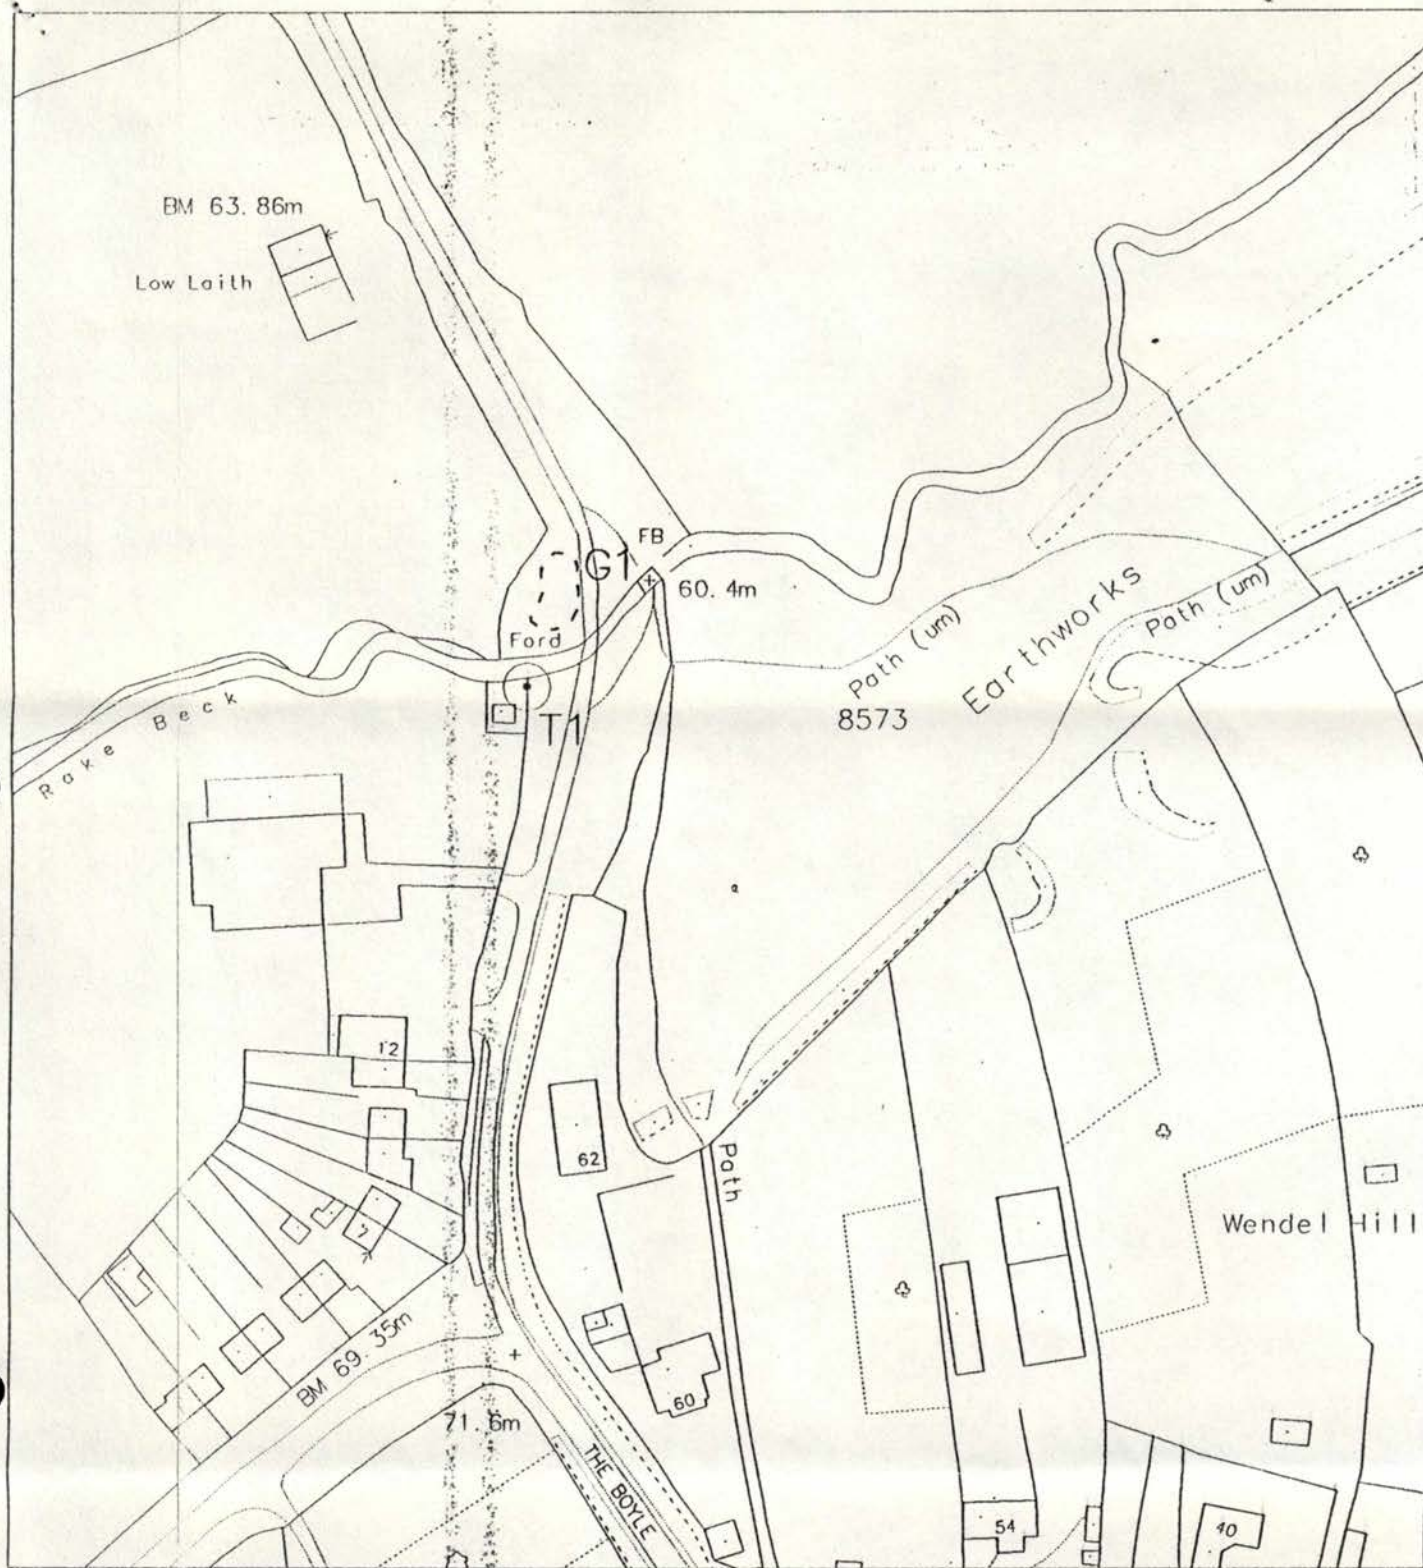 BM 63. 86m
Low Laith
FB
G1
60. 4m
Ford
Path (um)
Path (um)
Earthworks
Rake Beck
T1
8573
12
62
Path
7
Wendel Hill
BM 69. 35m
60
71. 6m
THE BOYLE
54
40